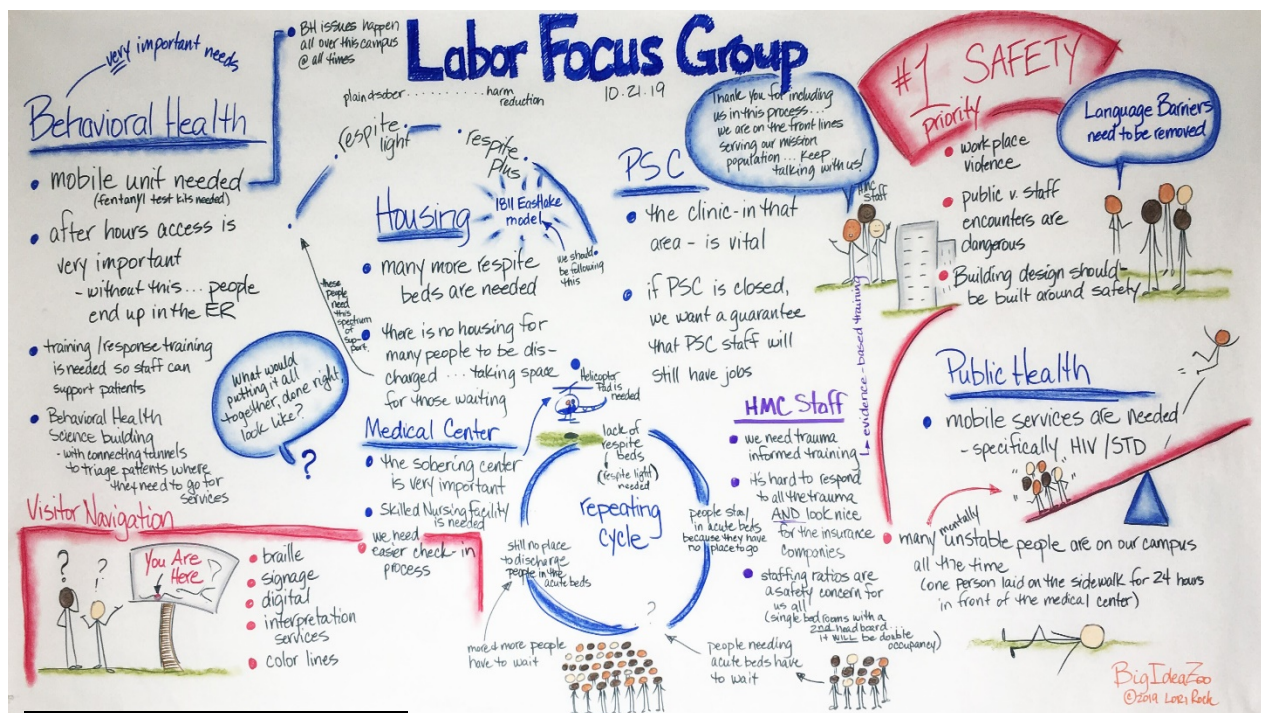 Labor Focus Group
10.21.19
very important needs
Behavioral Health
BH issues happen
all over this campus
@ all times
mobile unit needed
(fentanyl test kits needed)
after hours access is
very important
- without this... people
end up in the ER
training/response training
is needed so staff can
support patients
Behavioral Health
Science building
- with connecting tunnels
to triage patients where
they need to go for
services
What would
putting it all
together, done right,
look like?
?
plain & sober . . . . . . . . . . harm
reduction
respite
light
respite
Plus
1811 Eastlake
model
we should
be following
this
these
people
need
this
spectrum
of
sup-
port.
Housing
many more respite
beds are needed
there is no housing for
many people to be dis-
charged ... taking space
for those waiting
Medical Center
the sobering center
is very important
Skilled Nursing facility
is needed
we need
easier check-in
process
Helicopter
Pad is
needed
repeating
cycle
lack of
respite
beds
(respite light)
needed
people stay
in acute beds
because they have
no place to go
?
people needing
acute beds have
to wait
more & more people
have to wait
still no place
to discharge
people in the
acute beds
PSC
the clinic - in that
area - is vital
if PSC is closed,
we want a guarantee
that PSC staff will
still have jobs
Thank you for including
us in this process...
we are on the front lines
serving our mission
population ... keep
talking with us!
HMC
Staff
HMC Staff
we need trauma
informed training
evidence-based training
it's hard to respond
to all the trauma
AND look nice
for the insurance
companies
staffing ratios are
a safety concern for
us all
(single bed rooms with a
2nd headboard...
it WILL be double
occupancy)
#1 SAFETY
priority
work place
violence
public v. staff
encounters are
dangerous
Building design should
be built around safety
Language Barriers
need to be removed
Public Health
mobile services are needed
- specifically HIV/STD
many mentally unstable people are on our campus
all the time
(one person laid on the sidewalk for 24 hours
in front of the medical center)
Visitor Navigation
? ?
You Are
Here ?
braille
signage
digital
interpretation
services
color lines
BigIdeaZoo
©2019 Lori Rock